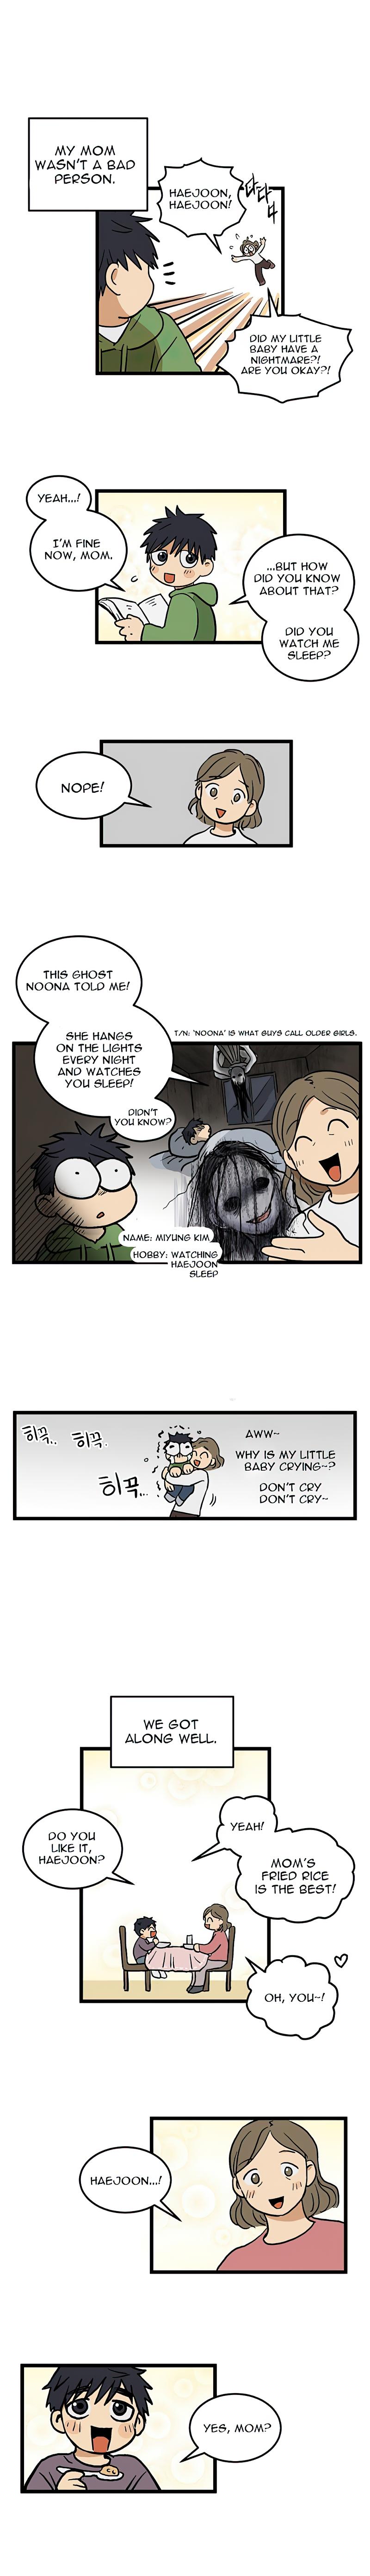 MY MOM
WASN'T A BAD
PERSON.
HAEJOON,
HAEJOON!
다다
다
DID MY LITTLE
BABY HAVE A
NIGHTMARE?!
ARE YOU OKAY?!
YEAH...!
I'M FINE
NOW, MOM.
...BUT HOW
DID YOU KNOW
ABOUT THAT?
DID YOU
WATCH ME
SLEEP?
NOPE!
THIS GHOST
NOONA TOLD ME!
T/N: 'NOONA' IS WHAT GUYS CALL OLDER GIRLS.
SHE HANGS
ON THE LIGHTS
EVERY NIGHT
AND WATCHES
YOU SLEEP!
DIDN'T
YOU KNOW?
NAME: MIYUNG KIM
HOBBY: WATCHING
HAEJOON
SLEEP
히끅..
히끅.
히끅...
AWW~
WHY IS MY LITTLE
BABY CRYING~?
DON'T CRY
DON'T CRY~
WE GOT
ALONG WELL.
DO YOU
LIKE IT,
HAEJOON?
YEAH!
MOM'S
FRIED RICE
IS THE BEST!
OH, YOU~!
HAEJOON...!
YES, MOM?